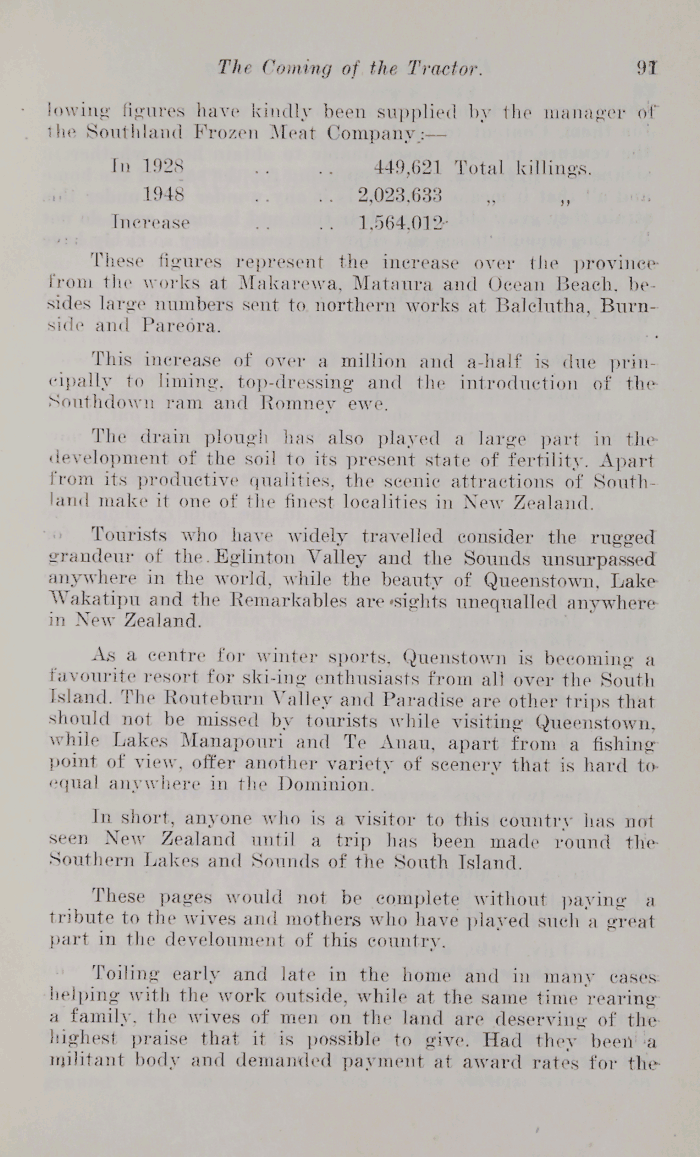 The Coming of the Tractor. 91
lowing figures have kindly been supplied by the manager of
the Southland Frozen Meat Company:—
In 1928 .. .. 449,621 Total killings.
1948 .. .. 2,023,633 ,, ,,
Increase .. .. 1,564,012
These figures represent the increase over the province
from the works at Makarewa, Mataura and Ocean Beach, be-
sides large numbers sent to northern works at Balclutha, Burn-
side and Pareora.
This increase of over a million and a-half is due prin-
cipally to liming, top-dressing and the introduction of the
Southdown ram and Romney ewe.
The drain plough has also played a large part in the
development of the soil to its present state of fertility. Apart
from its productive qualities, the scenic attractions of South-
land make it one of the finest localities in New Zealand.
Tourists who have widely travelled consider the rugged
grandeur of the Eglinton Valley and the Sounds unsurpassed
anywhere in the world, while the beauty of Queenstown, Lake
Wakatipu and the Remarkables are sights unequalled anywhere
in New Zealand.
As a centre for winter sports, Quenstown is becoming a
favourite resort for ski-ing enthusiasts from all over the South
Island. The Routeburn Valley and Paradise are other trips that
should not be missed by tourists while visiting Queenstown,
while Lakes Manapouri and Te Anau, apart from a fishing
point of view, offer another variety of scenery that is hard to
equal anywhere in the Dominion.
In short, anyone who is a visitor to this country has not
seen New Zealand until a trip has been made round the
Southern Lakes and Sounds of the South Island.
These pages would not be complete without paying a
tribute to the wives and mothers who have played such a great
part in the develoument of this country.
Toiling early and late in the home and in many cases
helping with the work outside, while at the same time rearing
a family, the wives of men on the land are deserving of the
highest praise that it is possible to give. Had they been a
militant body and demanded payment at award rates for the